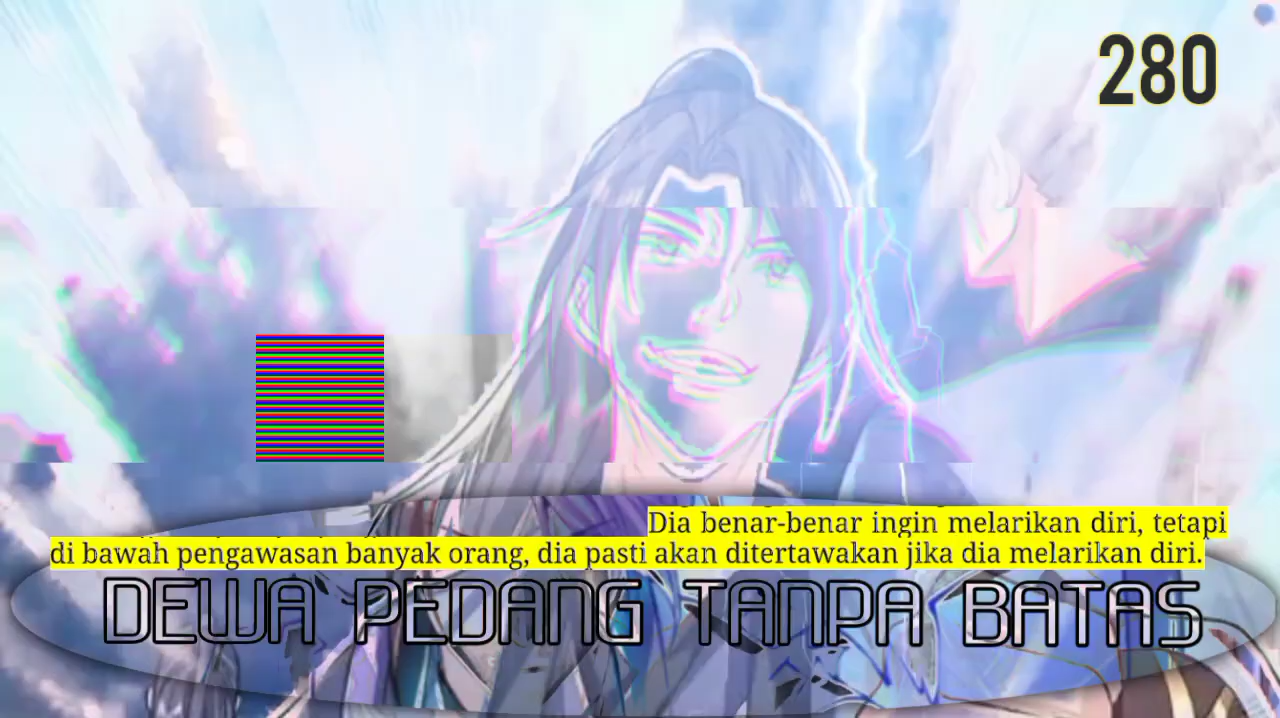 280
Dia benar-benar ingin melarikan diri, tetapi
di bawah pengawasan banyak orang, dia pasti akan ditertawakan jika dia melarikan diri.
DEWA PEDANG TANPA BATAS